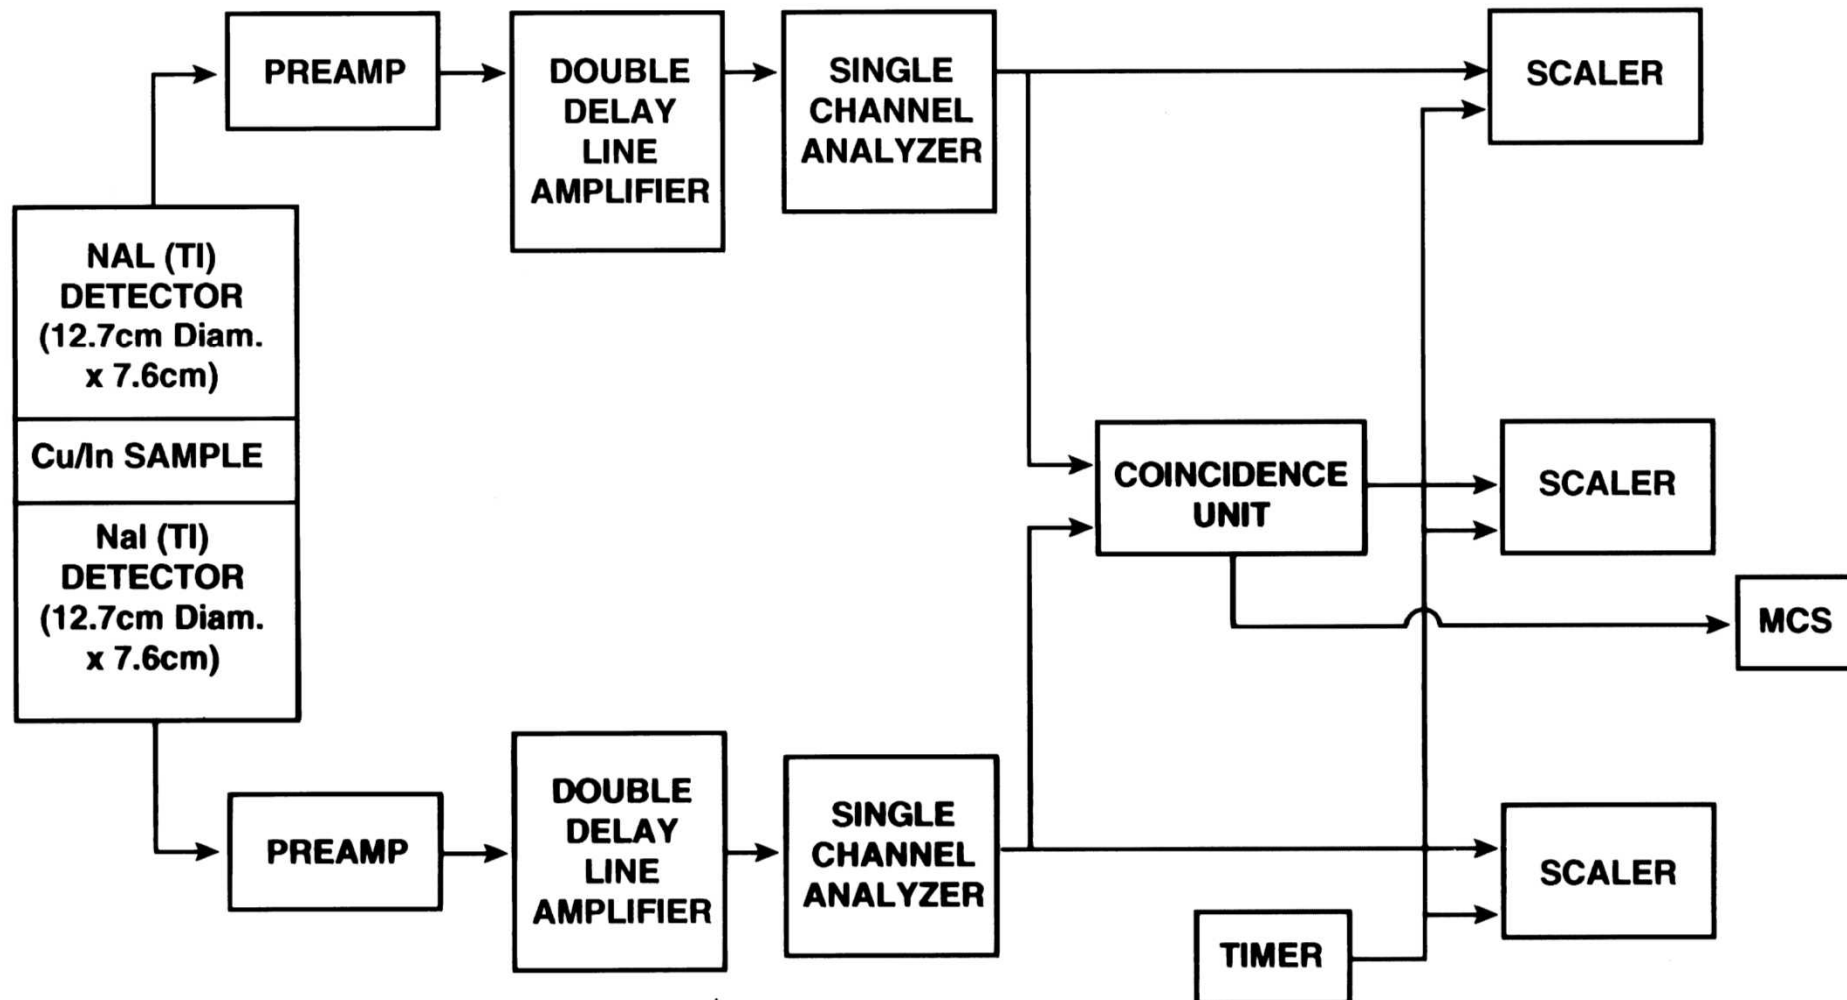 PREAMP
DOUBLE
DELAY
LINE
AMPLIFIER
SINGLE
CHANNEL
ANALYZER
SCALER
NAL (TI)
DETECTOR
(12.7cm Diam.
x 7.6cm)
Cu/In SAMPLE
NaI (TI)
DETECTOR
(12.7cm Diam.
x 7.6cm)
COINCIDENCE
UNIT
SCALER
MCS
PREAMP
DOUBLE
DELAY
LINE
AMPLIFIER
SINGLE
CHANNEL
ANALYZER
SCALER
TIMER